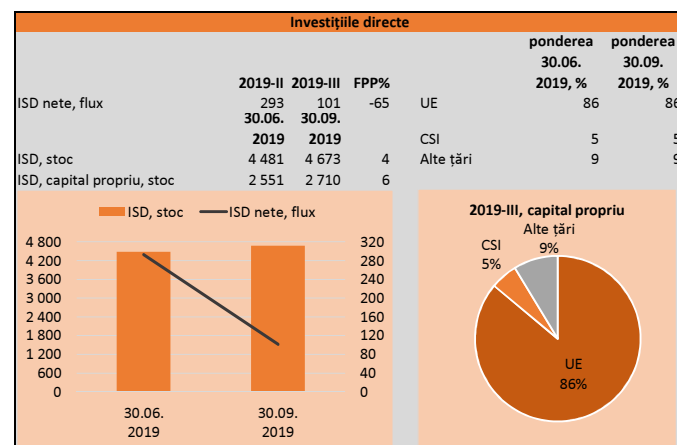 Investițiile directe
ponderea ponderea
30.06. 30.09.
2019-II 2019-III FPP% 2019, % 2019, %
ISD nete, flux 293 101 -65 UE 86 86
30.06. 30.09.
2019 2019 CSI 5 5
ISD, stoc 4 481 4 673 4 Alte țări 9 9
ISD, capital propriu, stoc 2 551 2 710 6
ISD, stoc ISD nete, flux
4 800 320
4 200 280
3 600 240
3 000 200
2 400 160
1 800 120
1 200 80
600 40
0 0
30.06. 30.09.
2019 2019
2019-III, capital propriu
Alte țări
9%
CSI
5%
UE
86%